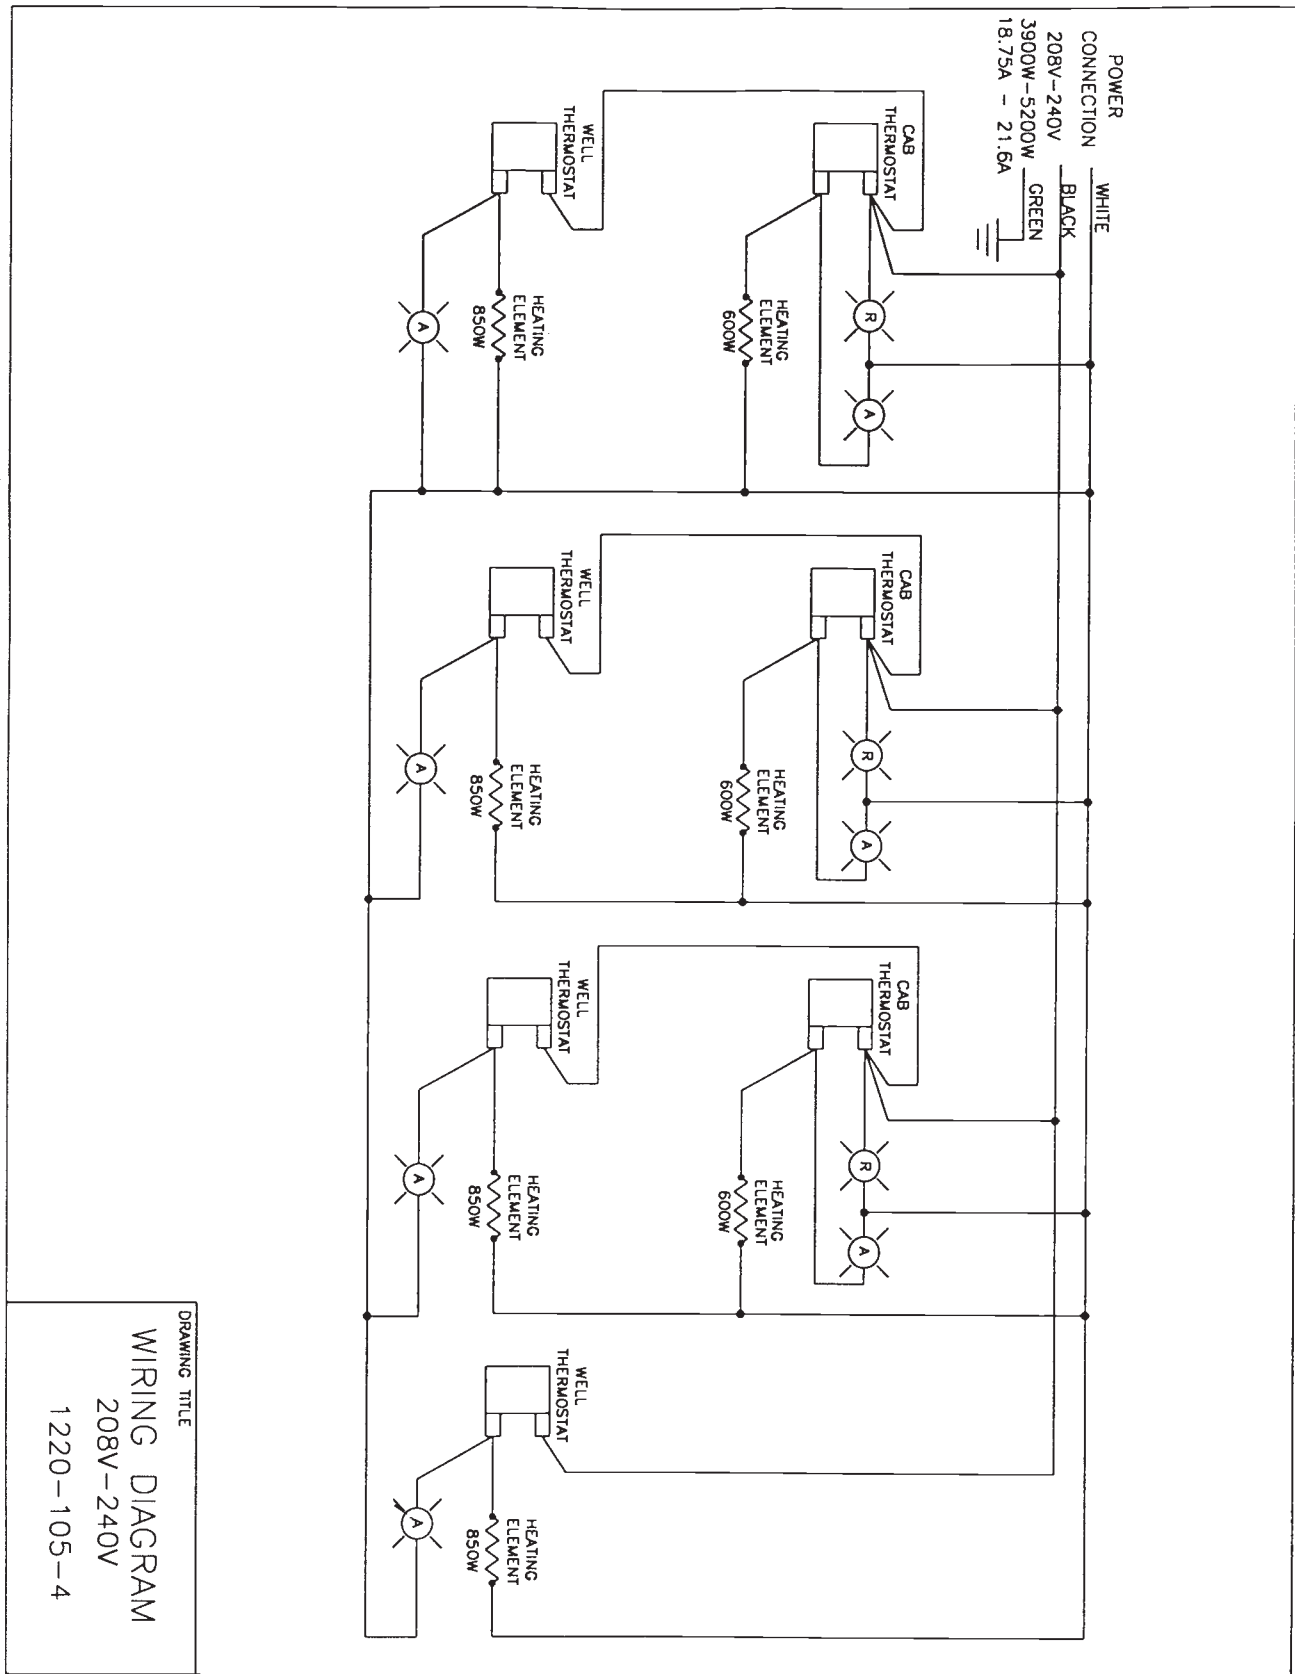 POWER
CONNECTION
208V-240V
3900W-5200W
18.75A - 21.6A
WHITE
BLACK
GREEN
CAB
THERMOSTAT
R
A
HEATING
ELEMENT
600W
WELL
THERMOSTAT
HEATING
ELEMENT
850W
A
CAB
THERMOSTAT
R
A
HEATING
ELEMENT
600W
WELL
THERMOSTAT
HEATING
ELEMENT
850W
A
CAB
THERMOSTAT
R
A
HEATING
ELEMENT
600W
WELL
THERMOSTAT
HEATING
ELEMENT
850W
A
WELL
THERMOSTAT
HEATING
ELEMENT
850W
A
DRAWING TITLE
WIRING DIAGRAM
208V-240V
1220-105-4